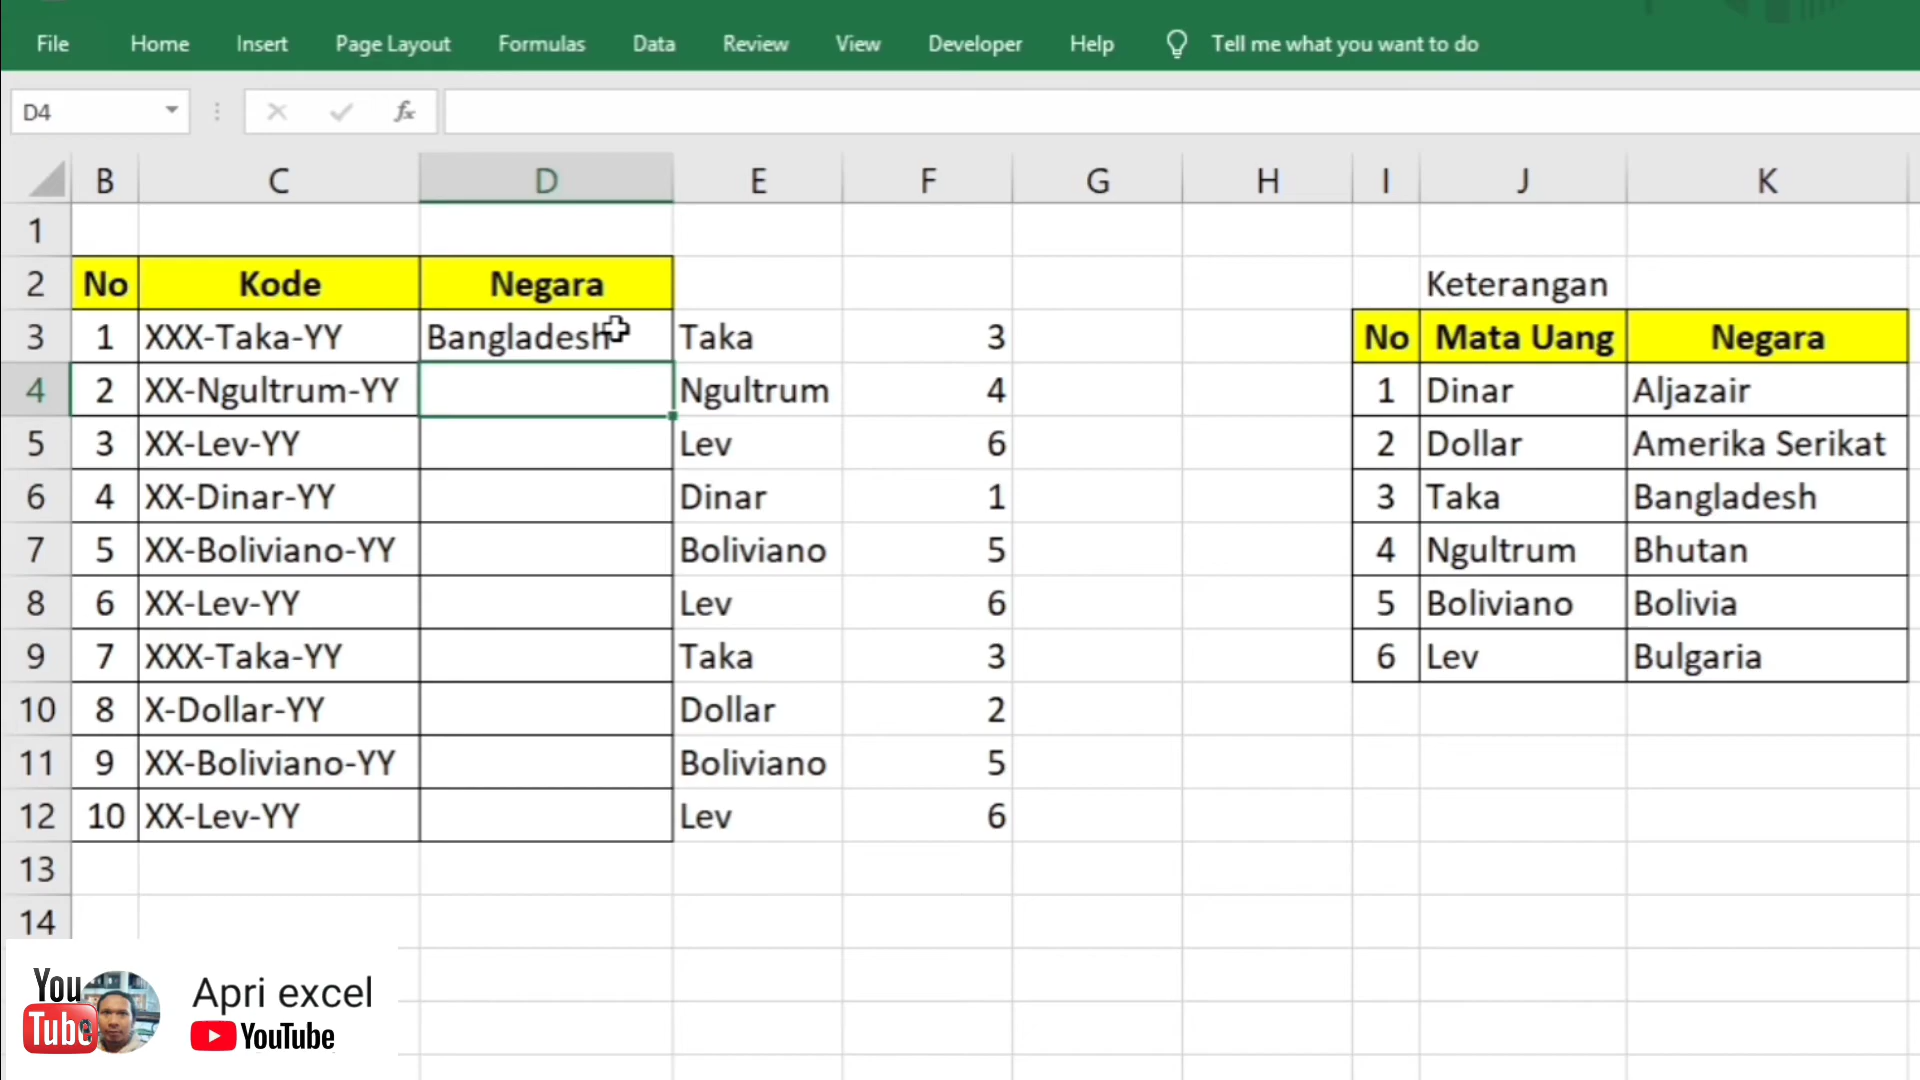 File Home Insert Page Layout Formulas Data Review View Developer Help Tell me what you want to do
D4 fx
B C D E F G H I J K
1
2 No Kode Negara Keterangan
3 1 XXX-Taka-YY Bangladesh Taka 3 No Mata Uang Negara
4 2 XX-Ngultrum-YY Ngultrum 4 1 Dinar Aljazair
5 3 XX-Lev-YY Lev 6 2 Dollar Amerika Serikat
6 4 XX-Dinar-YY Dinar 1 3 Taka Bangladesh
7 5 XX-Boliviano-YY Boliviano 5 4 Ngultrum Bhutan
8 6 XX-Lev-YY Lev 6 5 Boliviano Bolivia
9 7 XXX-Taka-YY Taka 3 6 Lev Bulgaria
10 8 X-Dollar-YY Dollar 2
11 9 XX-Boliviano-YY Boliviano 5
12 10 XX-Lev-YY Lev 6
13
14
You Tube Apri excel
YouTube